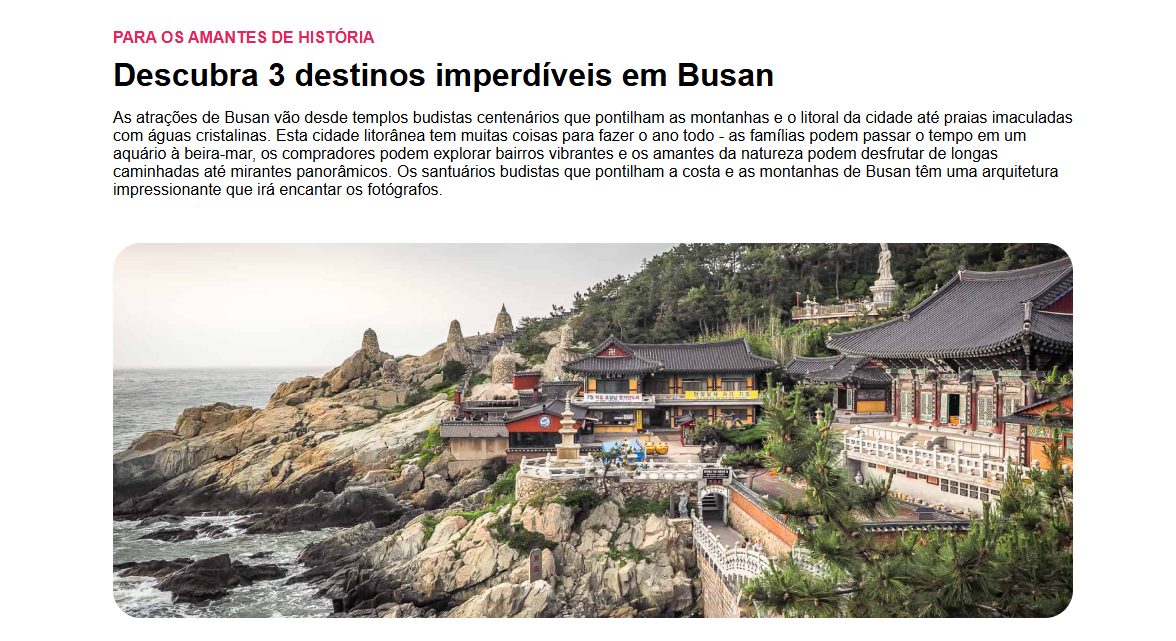 PARA OS AMANTES DE HISTÓRIA
Descubra 3 destinos imperdíveis em Busan
As atrações de Busan vão desde templos budistas centenários que pontilham as montanhas e o litoral da cidade até praias imaculadas
com águas cristalinas. Esta cidade litorânea tem muitas coisas para fazer o ano todo - as famílias podem passar o tempo em um
aquário à beira-mar, os compradores podem explorar bairros vibrantes e os amantes da natureza podem desfrutar de longas
caminhadas até mirantes panorâmicos. Os santuários budistas que pontilham a costa e as montanhas de Busan têm uma arquitetura
impressionante que irá encantar os fotógrafos.